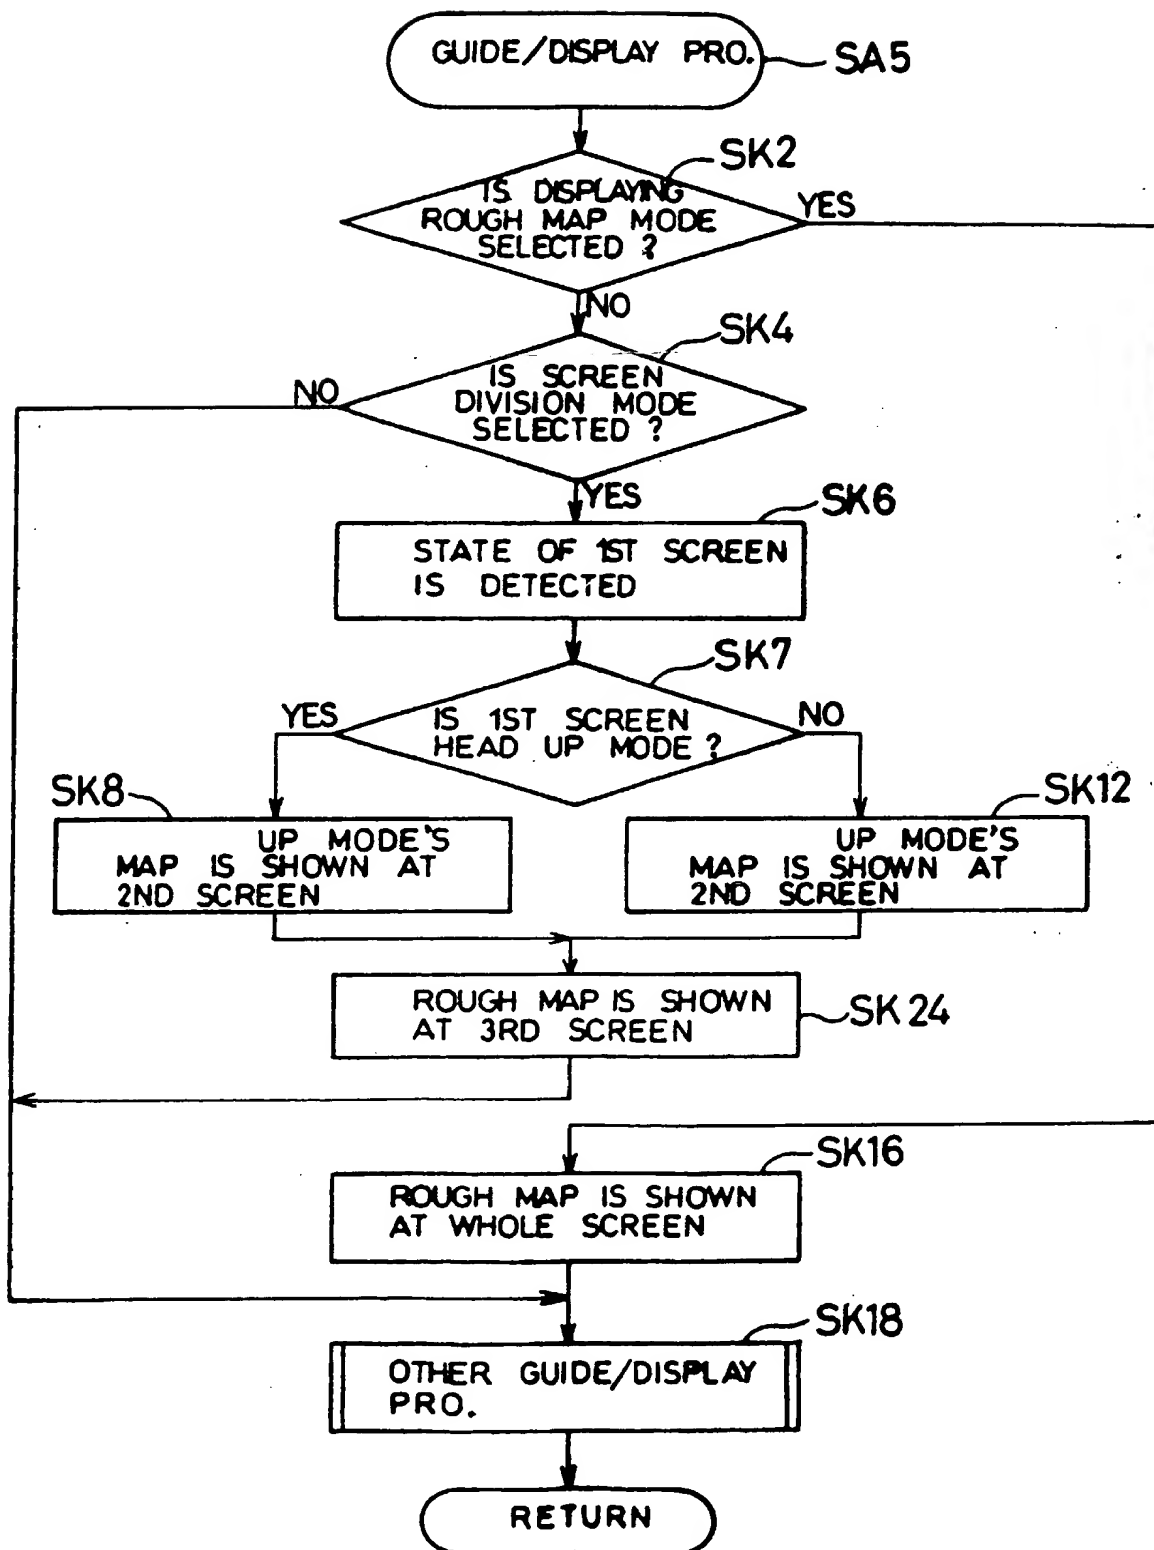 GUIDE/DISPLAY PRO.
SA5
SK2
IS DISPLAYING
ROUGH MAP MODE
SELECTED ?
YES
NO
SK4
IS SCREEN
DIVISION MODE
SELECTED ?
NO
YES
SK6
STATE OF 1ST SCREEN
IS DETECTED
SK7
IS 1ST SCREEN
HEAD UP MODE ?
YES
NO
SK8
UP MODE'S
MAP IS SHOWN AT
2ND SCREEN
SK12
UP MODE'S
MAP IS SHOWN AT
2ND SCREEN
ROUGH MAP IS SHOWN
AT 3RD SCREEN
SK24
SK16
ROUGH MAP IS SHOWN
AT WHOLE SCREEN
SK18
OTHER GUIDE/DISPLAY
PRO.
RETURN